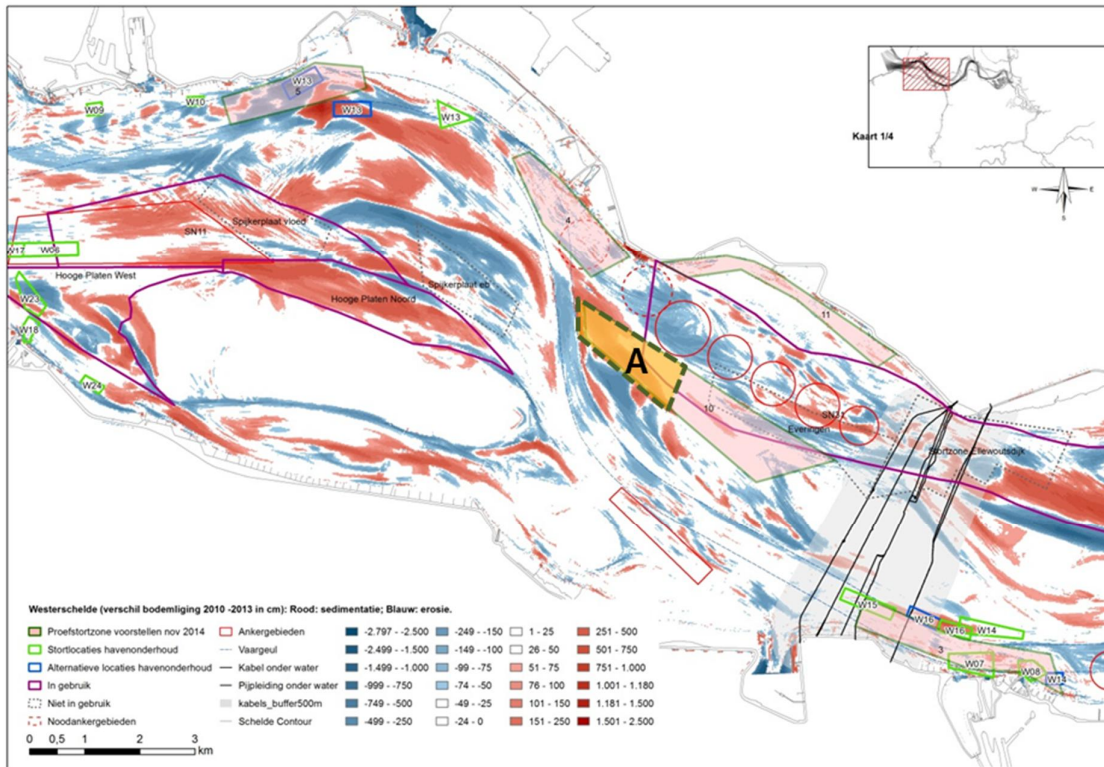 W13
5
W09
W10
W13
W13
Kaart 1/4
W E
S
4
Spijkerplaat vloed
SN11
W17
W06
Hooge Platen West
Spijkerplaat eb
W23
Hooge Platen Noord
11
W18
A
W24
10
Everingen
Stortzone Ellewoutsdijk
W15
W16
W16
W14
3
W07
W08
W14
Westerschelde (verschil bodemliging 2010 -2013 in cm): Rood: sedimentatie; Blauw: erosie.
Proefstortzone voorstellen nov 2014
Stortlocaties havenonderhoud
Alternatieve locaties havenonderhoud
In gebruik
Niet in gebruik
Noodankergebieden
Ankergebieden
Vaargeul
Kabel onder water
Pijpleiding onder water
kabels_buffer500m
Schelde Contour
-2.797 - -2.500
-2.499 - -1.500
-1.499 - -1.000
-999 - -750
-749 - -500
-499 - -250
-249 - -150
-149 - -100
-99 - -75
-74 - -50
-49 - -25
-24 - 0
1 - 25
26 - 50
51 - 75
76 - 100
101 - 150
151 - 250
251 - 500
501 - 750
751 - 1.000
1.001 - 1.180
1.181 - 1.500
1.501 - 2.500
0 0,5 1 2 3
km